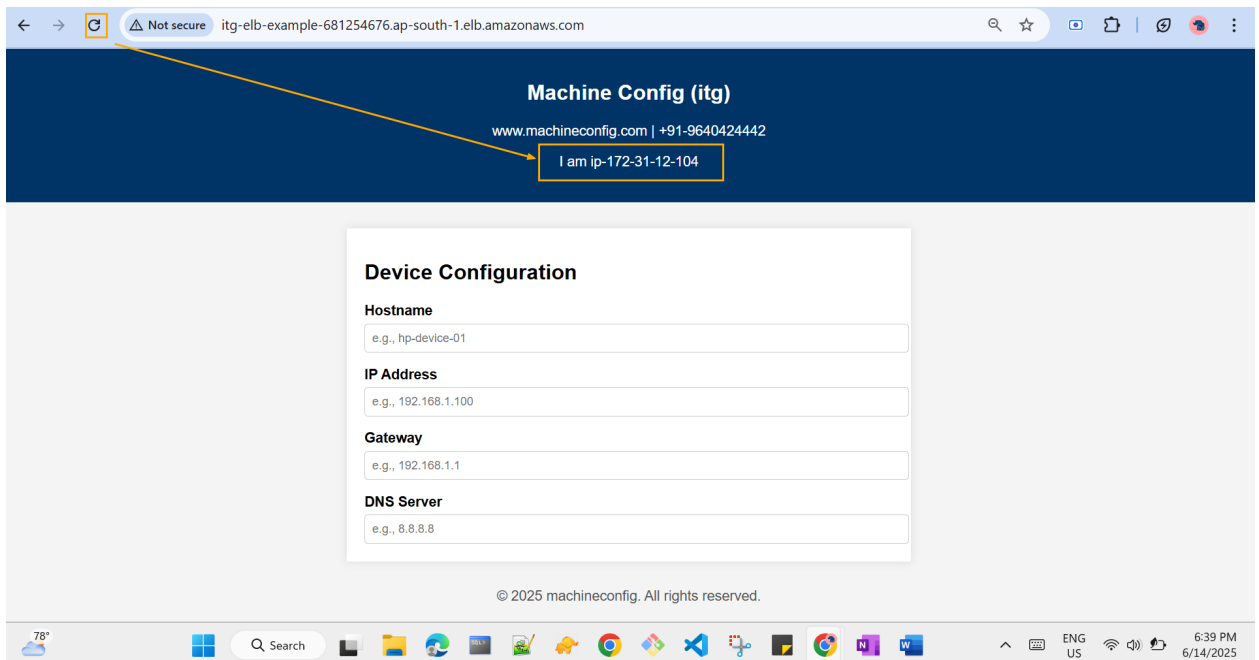 Not secure itg-elb-example-681254676.ap-south-1.elb.amazonaws.com
Machine Config (itg)
www.machineconfig.com | +91-9640424442
I am ip-172-31-12-104
Device Configuration
Hostname
e.g., hp-device-01
IP Address
e.g., 192.168.1.100
Gateway
e.g., 192.168.1.1
DNS Server
e.g., 8.8.8.8
© 2025 machineconfig. All rights reserved.
78°
Search
ENG
US
6:39 PM
6/14/2025